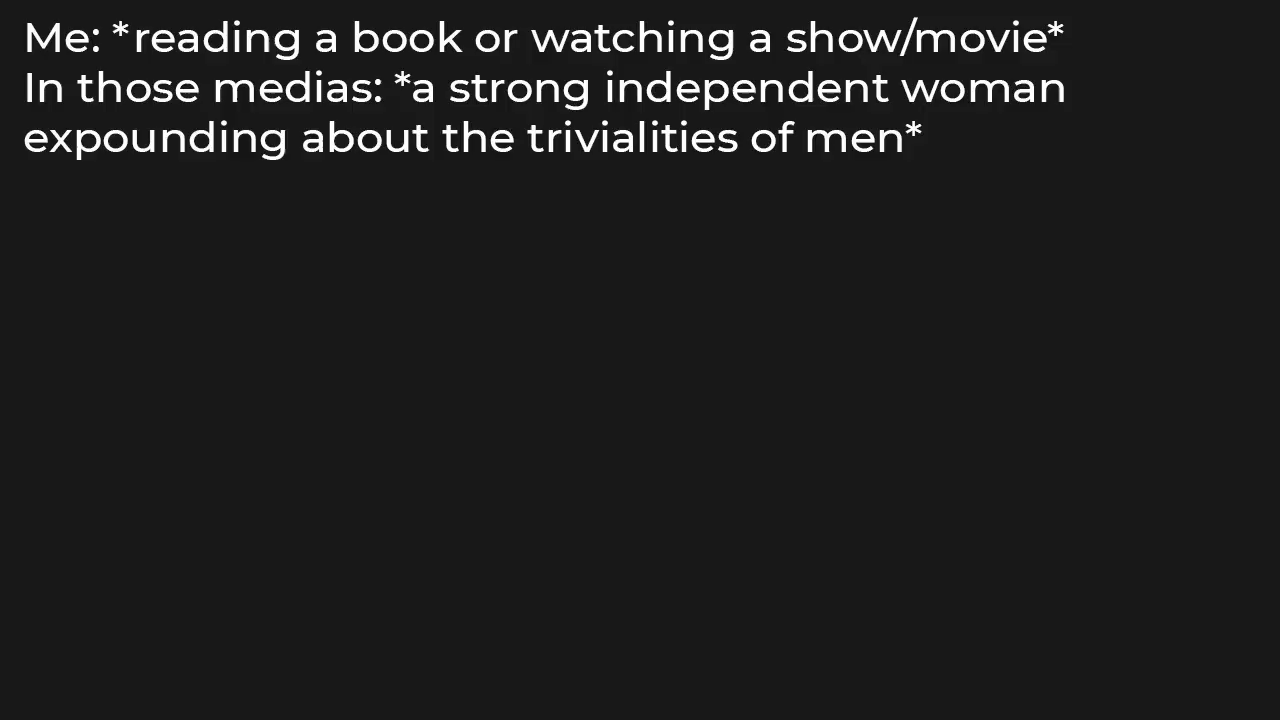 Me: *reading a book or watching a show/movie*
In those medias: *a strong independent woman
expounding about the trivialities of men*